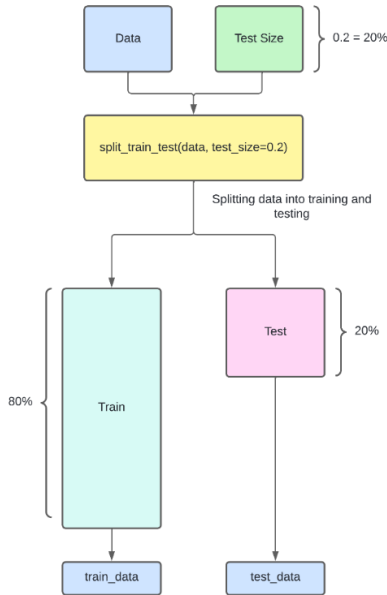 Data
Test Size
0.2 = 20%
split_train_test(data, test_size=0.2)
Splitting data into training and
testing
80%
Train
Test
20%
train_data
test_data